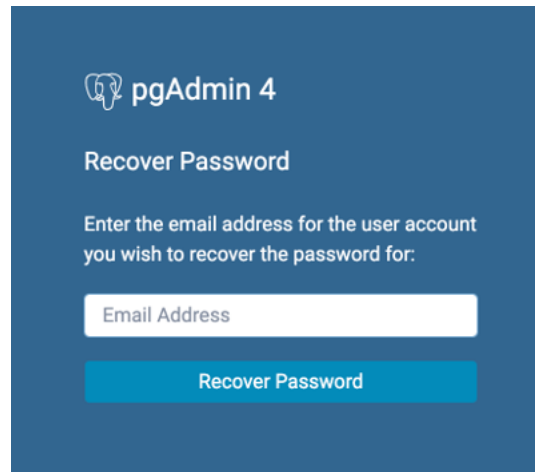 pgAdmin 4
Recover Password
Enter the email address for the user account
you wish to recover the password for:
Email Address
Recover Password